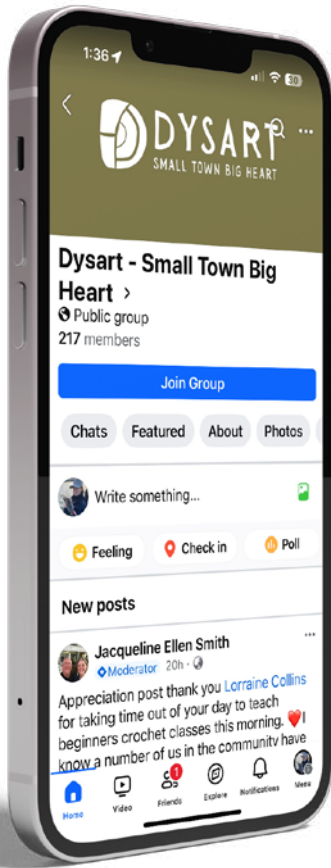 1:36
30
DYSART
SMALL TOWN BIG HEART
Dysart - Small Town Big
Heart >
Public group
217 members
Join Group
Chats Featured About Photos
Write something...
Feeling Check in Poll
New posts
Jacqueline Ellen Smith
Moderator 20h ·
Appreciation post thank you Lorraine Collins
for taking time out of your day to teach
beginners crochet classes this morning. ❤️I
know a number of us in the community have
1
Home Video Friends Explore Notifications Menu